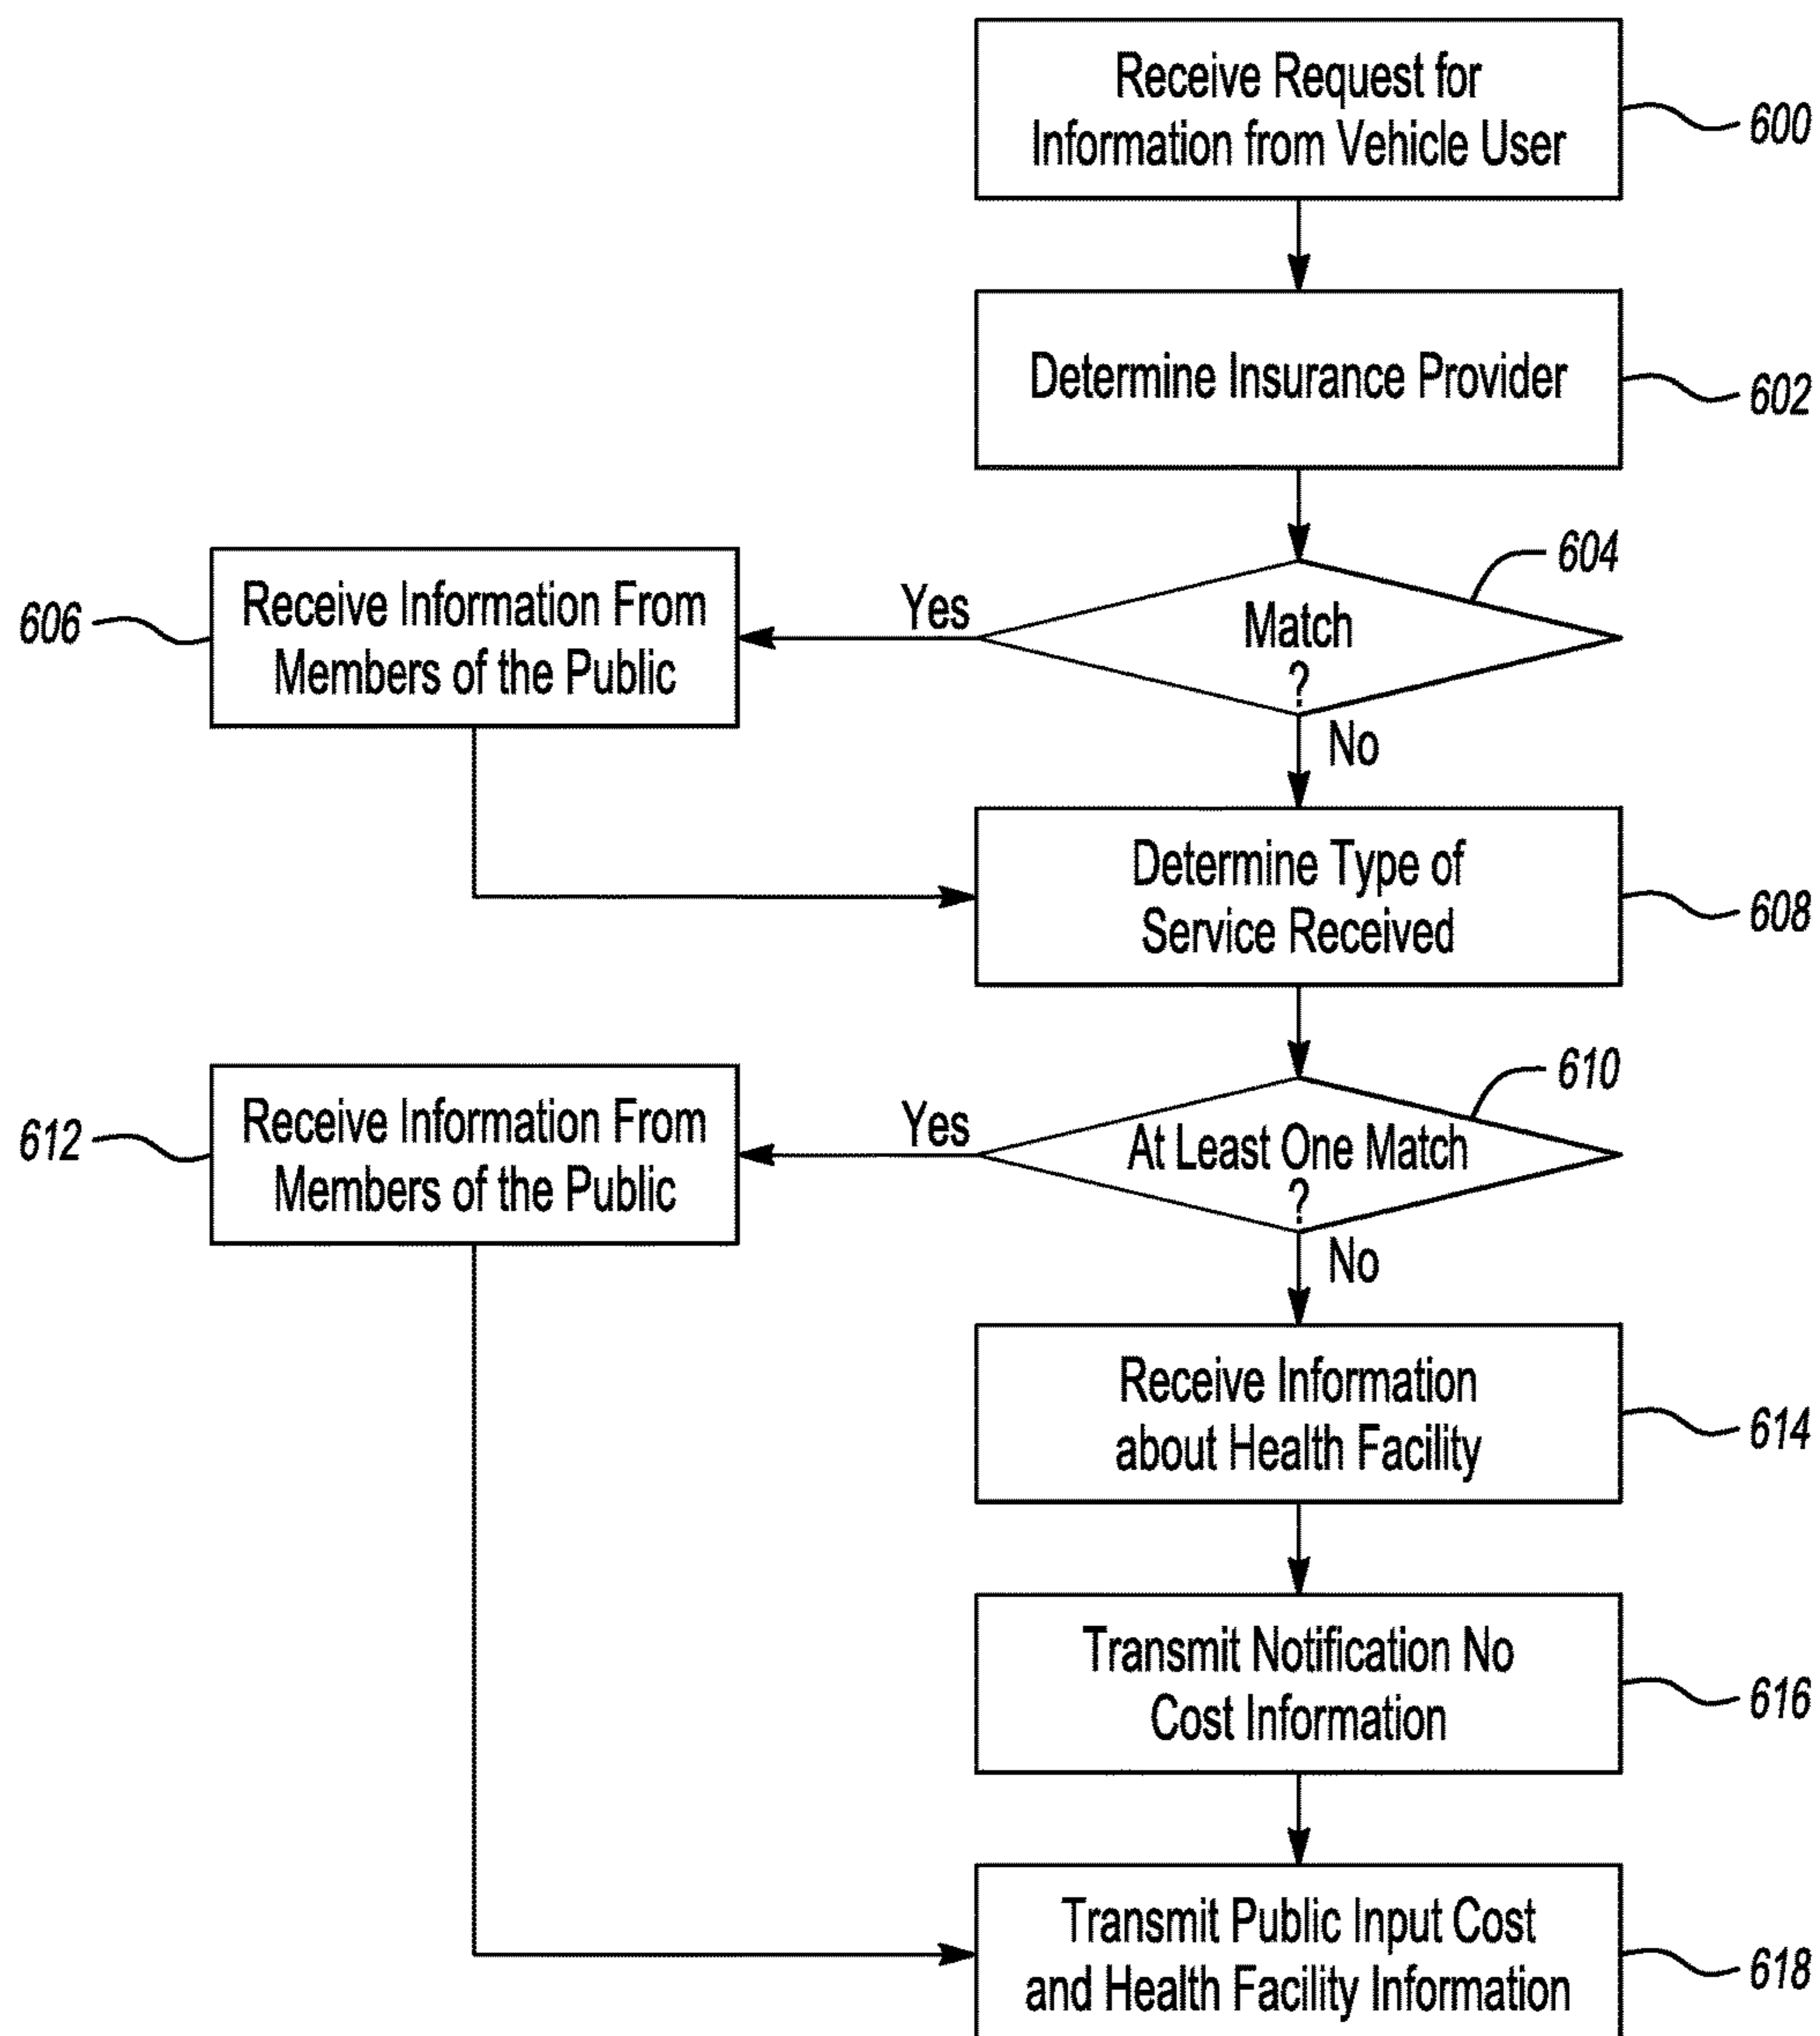 Receive Request for
Information from Vehicle User
600
Determine Insurance Provider
602
604
Match
?
Yes
No
Receive Information From
Members of the Public
606
Determine Type of
Service Received
608
610
At Least One Match
?
Yes
No
Receive Information From
Members of the Public
612
Receive Information
about Health Facility
614
Transmit Notification No
Cost Information
616
Transmit Public Input Cost
and Health Facility Information
618